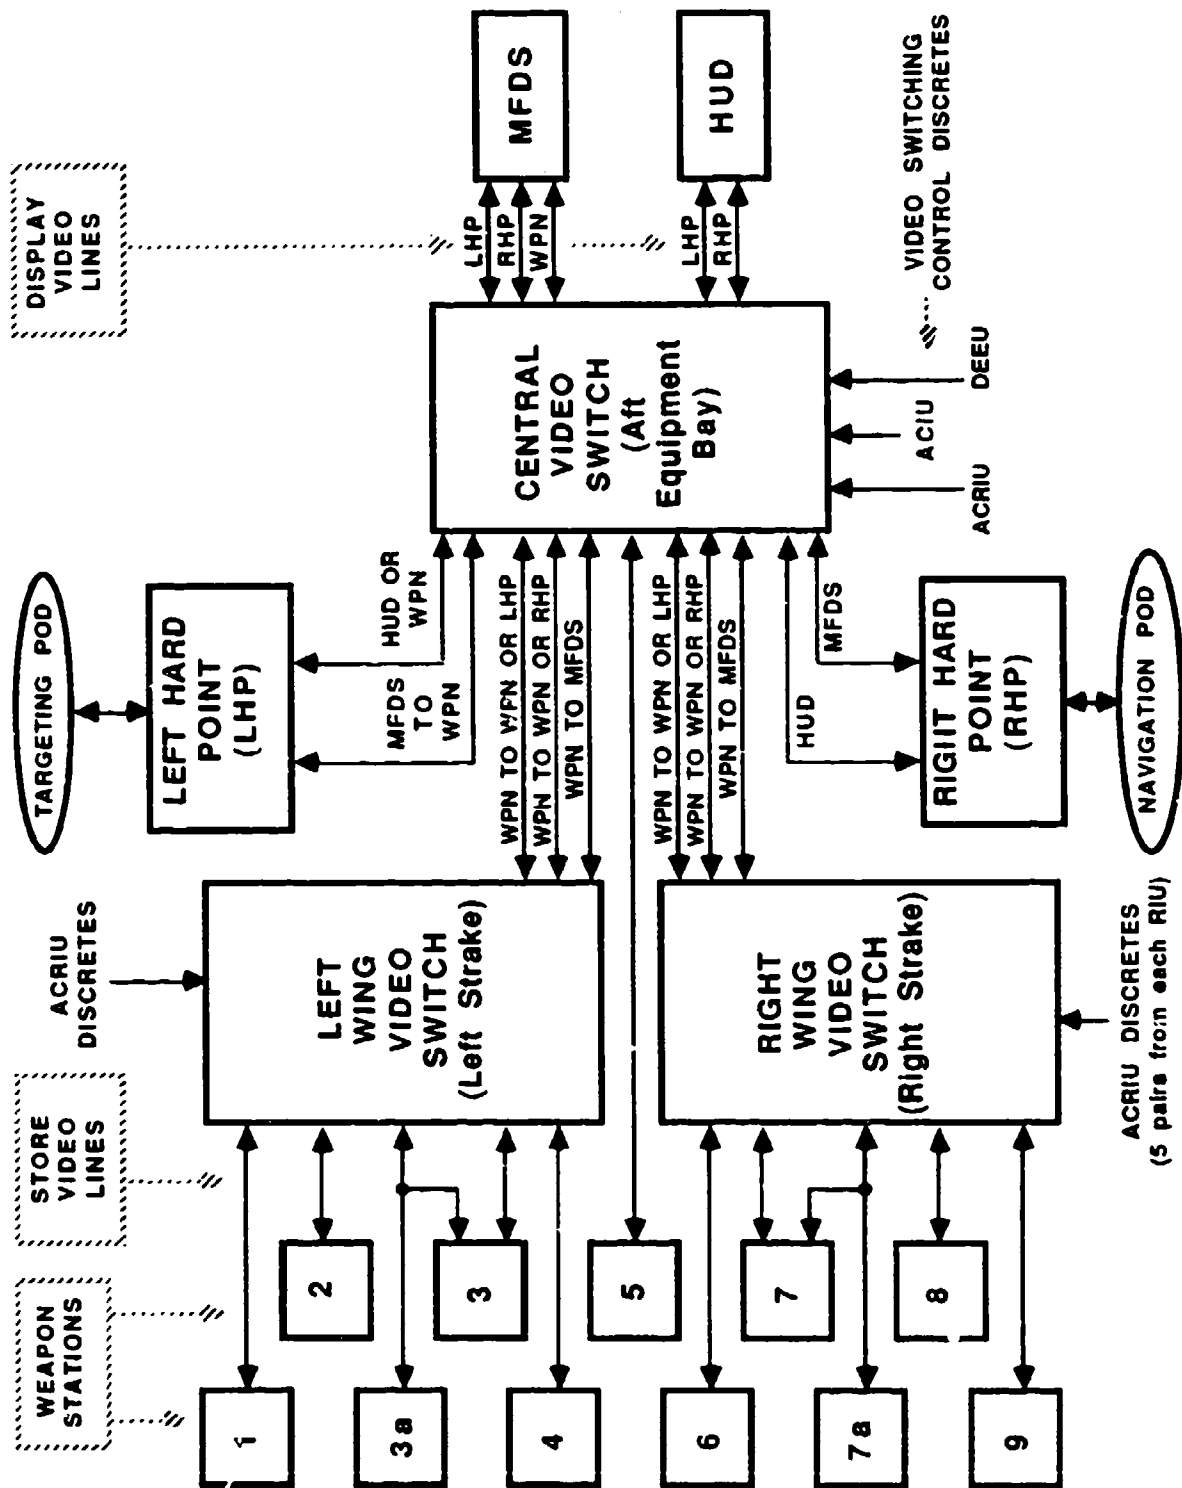 WEAPON
STATIONS
STORE
VIDEO
LINES
ACRIU
DISCRETES
TARGETING POD
DISPLAY
VIDEO
LINES
1
2
3a
3
4
5
6
7
7a
8
9
LEFT
WING
VIDEO
SWITCH
(Left Strake)
RIGHT
WING
VIDEO
SWITCH
(Right Strake)
LEFT HARD
POINT
(LHP)
HUD OR
WPN
MFDS
TO
WPN
WPN TO WPN OR LHP
WPN TO WPN OR RHP
WPN TO MFDS
WPN TO WPN OR LHP
WPN TO WPN OR RHP
WPN TO MFDS
MFDS
HUD
RIGHT HARD
POINT
(RHP)
NAVIGATION POD
CENTRAL
VIDEO
SWITCH
(Aft
Equipment
Bay)
LHP
RHP
WPN
MFDS
LHP
RHP
HUD
ACRIU
ACIU
DEEU
VIDEO SWITCHING
CONTROL DISCRETES
ACRIU DISCRETES
(5 pairs from each RIU)